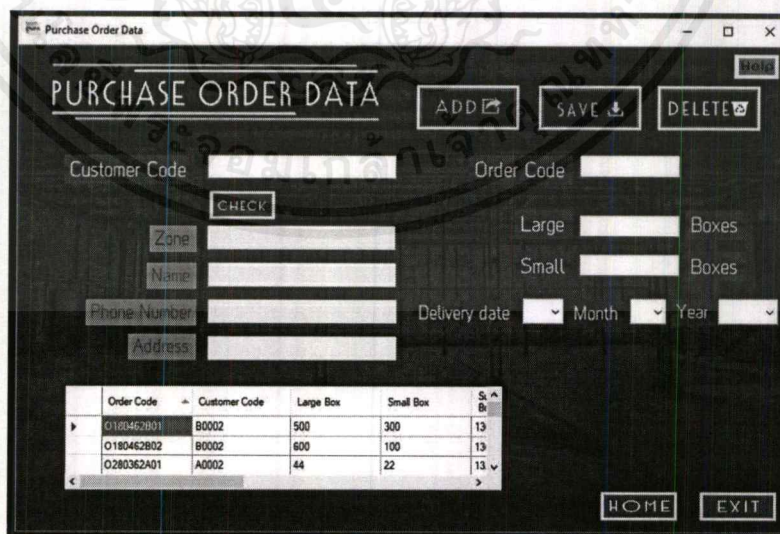 Purchase Order Data
Help
PURCHASE ORDER DATA
ADD SAVE DELETE
Customer Code Order Code
CHECK
Large Boxes
Zone
Small Boxes
Name
Phone Number Delivery date Month Year
Address
Order Code Customer Code Large Box Small Box
O180462B01 B0002 500 300 13
O180462B02 B0002 600 100 13
O280362A01 A0002 44 22 13
HOME EXIT